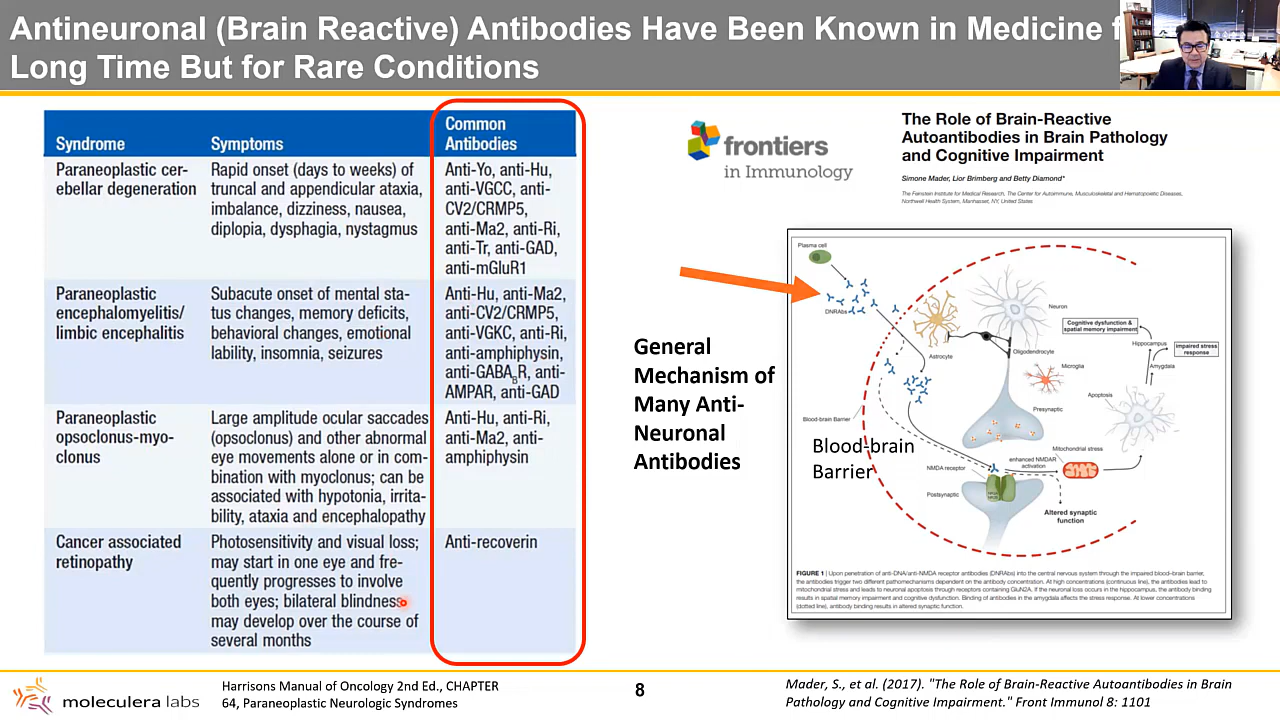 Antineuronal (Brain Reactive) Antibodies Have Been Known in Medicine f
Long Time But for Rare Conditions
Syndrome
Symptoms
Common
Antibodies
Paraneoplastic cer-
ebellar degeneration
Rapid onset (days to weeks) of
truncal and appendicular ataxia,
imbalance, dizziness, nausea,
diplopia, dysphagia, nystagmus
Anti-Yo, anti-Hu,
anti-VGCC, anti-
CV2/CRMP5,
anti-Ma2, anti-Ri,
anti-Tr, anti-GAD,
anti-mGluR1
Paraneoplastic
encephalomyelitis/
limbic encephalitis
Subacute onset of mental sta-
tus changes, memory deficits,
behavioral changes, emotional
lability, insomnia, seizures
Anti-Hu, anti-Ma2,
anti-CV2/CRMP5,
anti-VGKC, anti-Ri,
anti-amphiphysin,
anti-GABABR, anti-
AMPAR, anti-GAD
Paraneoplastic
opsoclonus-myo-
clonus
Large amplitude ocular saccades
(opsoclonus) and other abnormal
eye movements alone or in com-
bination with myoclonus; can be
associated with hypotonia, irrita-
bility, ataxia and encephalopathy
Anti-Hu, anti-Ri,
anti-Ma2, anti-
amphiphysin
Cancer associated
retinopathy
Photosensitivity and visual loss;
may start in one eye and fre-
quently progresses to involve
both eyes; bilateral blindness
may develop over the course of
several months
Anti-recoverin
frontiers
in Immunology
The Role of Brain-Reactive
Autoantibodies in Brain Pathology
and Cognitive Impairment
Simone Mader, Lior Brimberg and Betty Diamond*
The Feinstein Institute for Medical Research, The Center for Autoimmune, Musculoskeletal and Hematopoietic Diseases,
Northwell Health System, Manhasset, NY, United States
General
Mechanism of
Many Anti-
Neuronal
Antibodies
Plasma cell
DNRAbs
Neuron
Astrocyte
Oligodendrocyte
Microglia
Presynaptic
Cognitive dysfunction &
spatial memory impairment
Hippocampus
impaired stress
response
Amygdala
Apoptosis
Blood-brain Barrier
Blood-brain
Barrier
Mitochondrial stress
enhanced NMDAR
activation
NMDA receptor
Postsynaptic
Altered synaptic
function
FIGURE 1 | Upon penetration of anti-DNA/anti-NMDA receptor antibodies (DNRAbs) into the central nervous system through the impaired blood–brain barrier,
the antibodies trigger two different pathomechanisms dependent on the antibody concentration. At high concentrations (continuous line), the antibodies lead to
mitochondrial stress and leads to neuronal apoptosis through receptors containing GluN2A. If the neuronal loss occurs in the hippocampus, the antibody binding
results in spatial memory impairment and cognitive dysfunction. Binding of antibodies in the amygdala affects the stress response. At lower concentrations
(dotted line), antibody binding results in altered synaptic function.
moleculera labs
Harrisons Manual of Oncology 2nd Ed., CHAPTER
64, Paraneoplastic Neurologic Syndromes
8
Mader, S., et al. (2017). "The Role of Brain-Reactive Autoantibodies in Brain
Pathology and Cognitive Impairment." Front Immunol 8: 1101